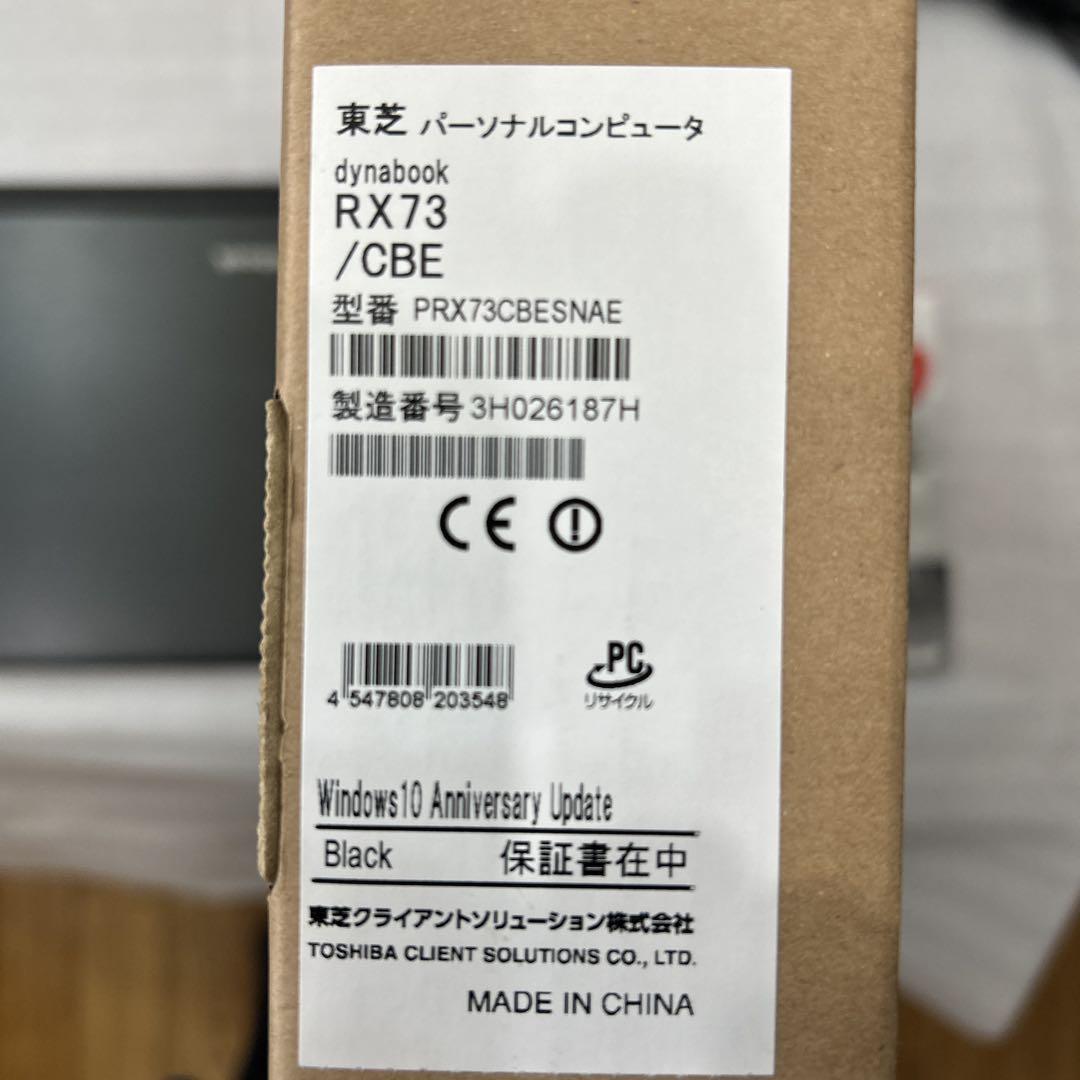 東芝 パーソナルコンピュータ
dynabook
RX73
/CBE
型番 PRX73CBESNAE
製造番号 3H026187H
CE
4 547808 203548
PC
リサイクル
Windows10 Anniversary Update
Black 保証書在中
東芝クライアントソリューション株式会社
TOSHIBA CLIENT SOLUTIONS CO., LTD.
MADE IN CHINA